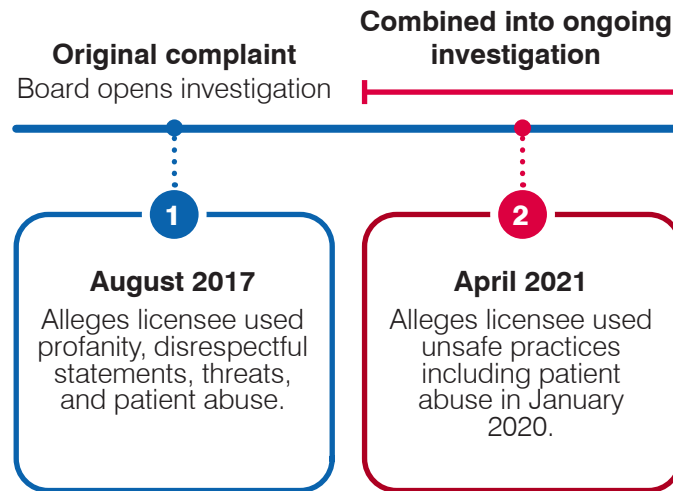 Original complaint
Board opens investigation
Combined into ongoing
investigation
1
August 2017
Alleges licensee used
profanity, disrespectful
statements, threats,
and patient abuse.
2
April 2021
Alleges licensee used
unsafe practices
including patient
abuse in January
2020.